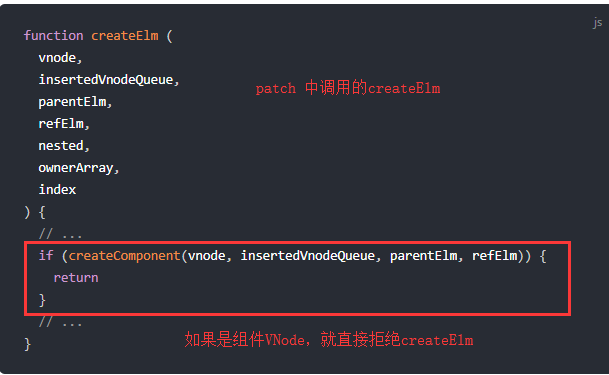 js
function createElm (
vnode,
insertedVnodeQueue,
patch 中调用的createElm
parentElm,
refElm,
nested,
ownerArray,
index
) {
// ...
if (createComponent(vnode, insertedVnodeQueue, parentElm, refElm)) {
return
}
// ...
如果是组件VNode，就直接拒绝createElm
}